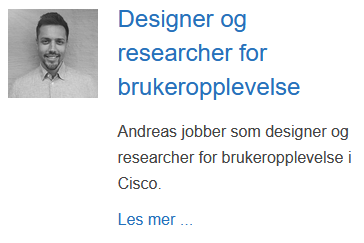 Designer og
researcher for
brukeropplevelse
Andreas jobber som designer og
researcher for brukeropplevelse i
Cisco.
Les mer ...